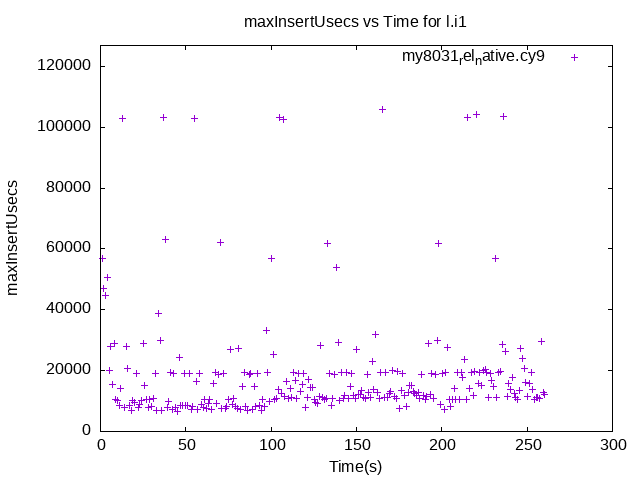 maxInsertUsecs vs Time for l.i1
my8031relnative.cy9
120000
100000
80000
60000
40000
20000
0
maxInsertUsecs
0 50 100 150 200 250 300
Time(s)